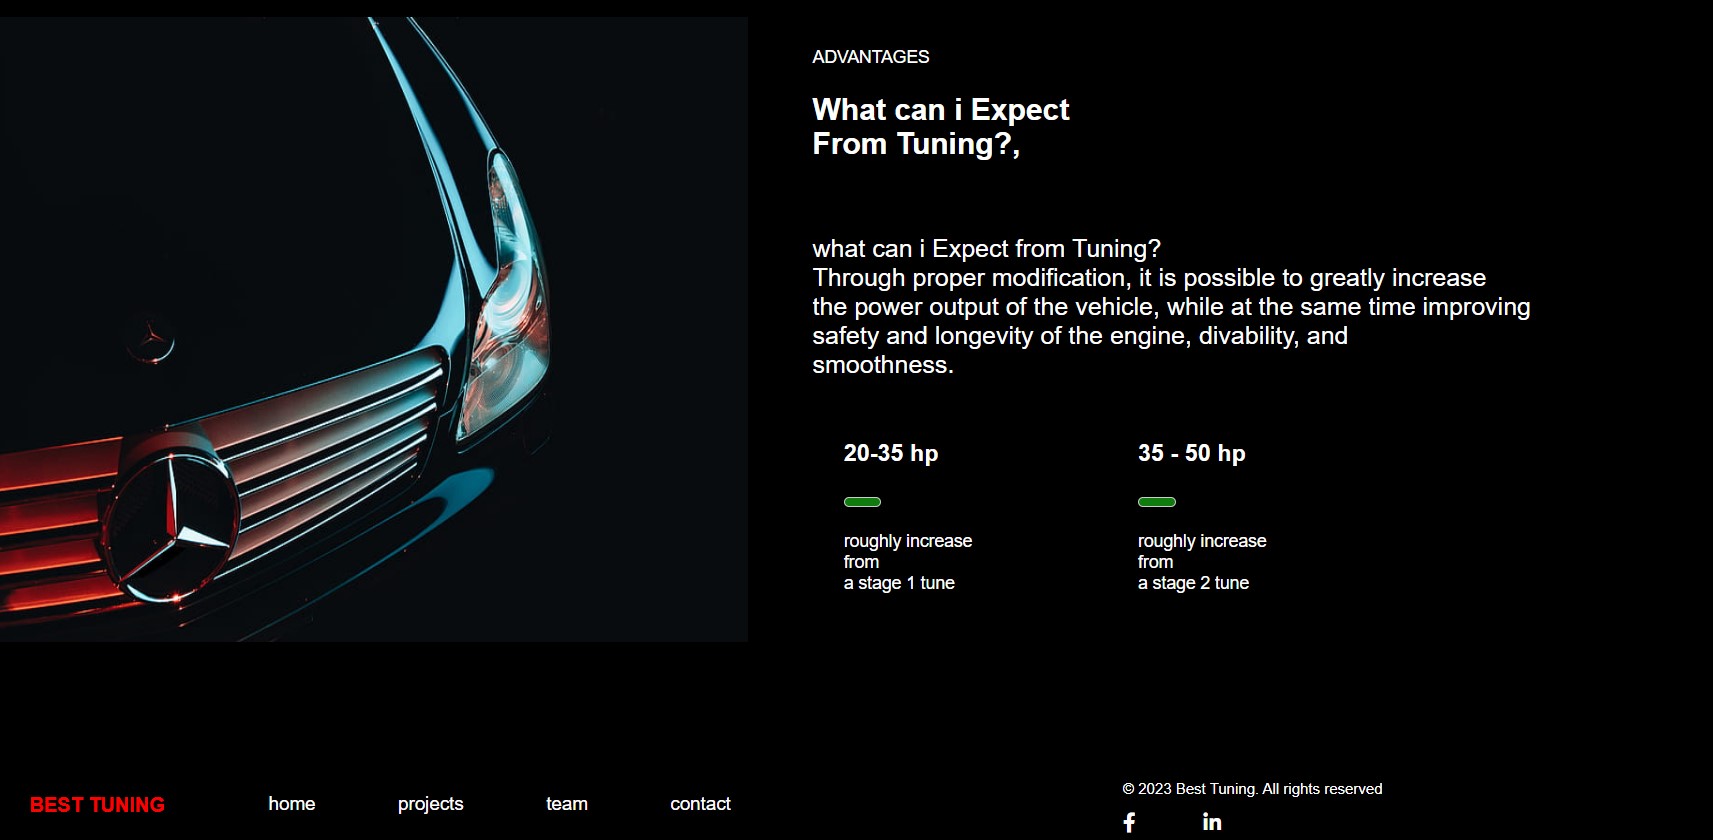 ADVANTAGES
What can i Expect
From Tuning?,
what can i Expect from Tuning?
Through proper modification, it is possible to greatly increase
the power output of the vehicle, while at the same time improving
safety and longevity of the engine, divability, and
smoothness.
20-35 hp
roughly increase
from
a stage 1 tune
35 - 50 hp
roughly increase
from
a stage 2 tune
BEST TUNING
home
projects
team
contact
© 2023 Best Tuning. All rights reserved